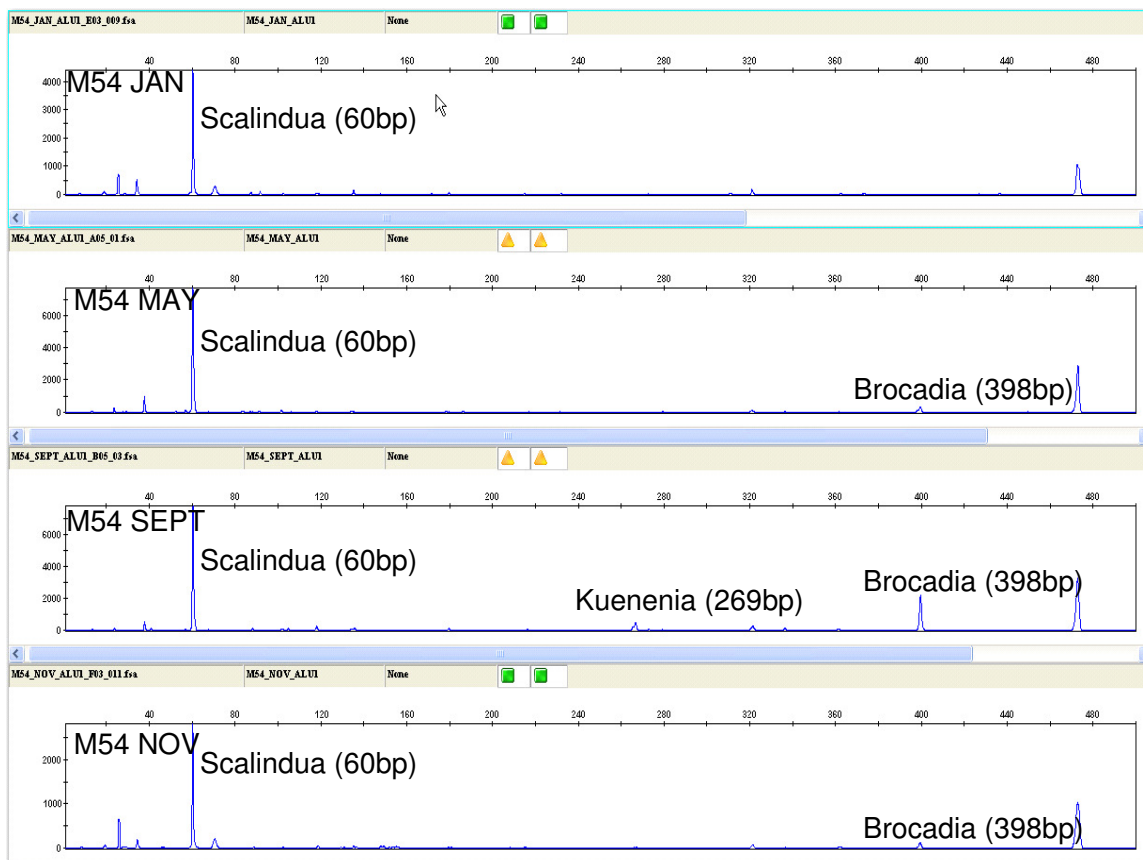 M54_JAN_ALU1_E03_009.fsa M54_JAN_ALU1 None
40 80 120 160 200 240 280 320 360 400 440 480
4000
3000
2000
1000
0
M54 JAN
Scalindua (60bp)
M54_MAY_ALU1_A05_01.fsa M54_MAY_ALU1 None
40 80 120 160 200 240 280 320 360 400 440 480
6000
4000
2000
0
M54 MAY
Scalindua (60bp)
Brocadia (398bp)
M54_SEPT_ALU1_B05_03.fsa M54_SEPT_ALU1 None
40 80 120 160 200 240 280 320 360 400 440 480
6000
4000
2000
0
M54 SEPT
Scalindua (60bp)
Kuenenia (269bp)
Brocadia (398bp)
M54_NOV_ALU1_F03_011.fsa M54_NOV_ALU1 None
40 80 120 160 200 240 280 320 360 400 440 480
2000
1000
0
M54 NOV
Scalindua (60bp)
Brocadia (398bp)